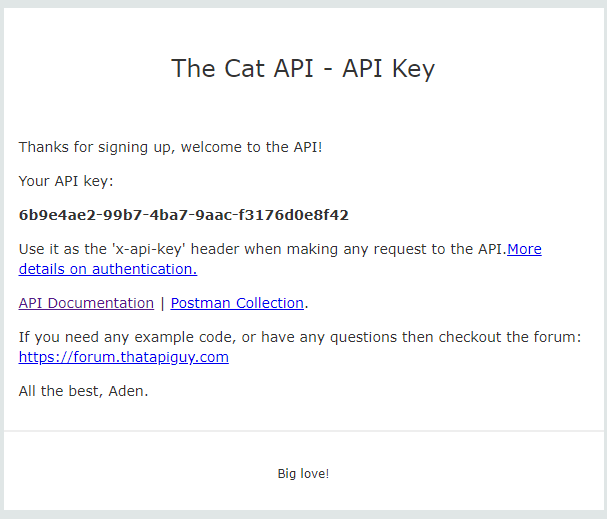 The Cat API - API Key
Thanks for signing up, welcome to the API!
Your API key:
6b9e4ae2-99b7-4ba7-9aac-f3176d0e8f42
Use it as the 'x-api-key' header when making any request to the API.More
details on authentication.
API Documentation | Postman Collection.
If you need any example code, or have any questions then checkout the forum:
https://forum.thatapiguy.com
All the best, Aden.
Big love!